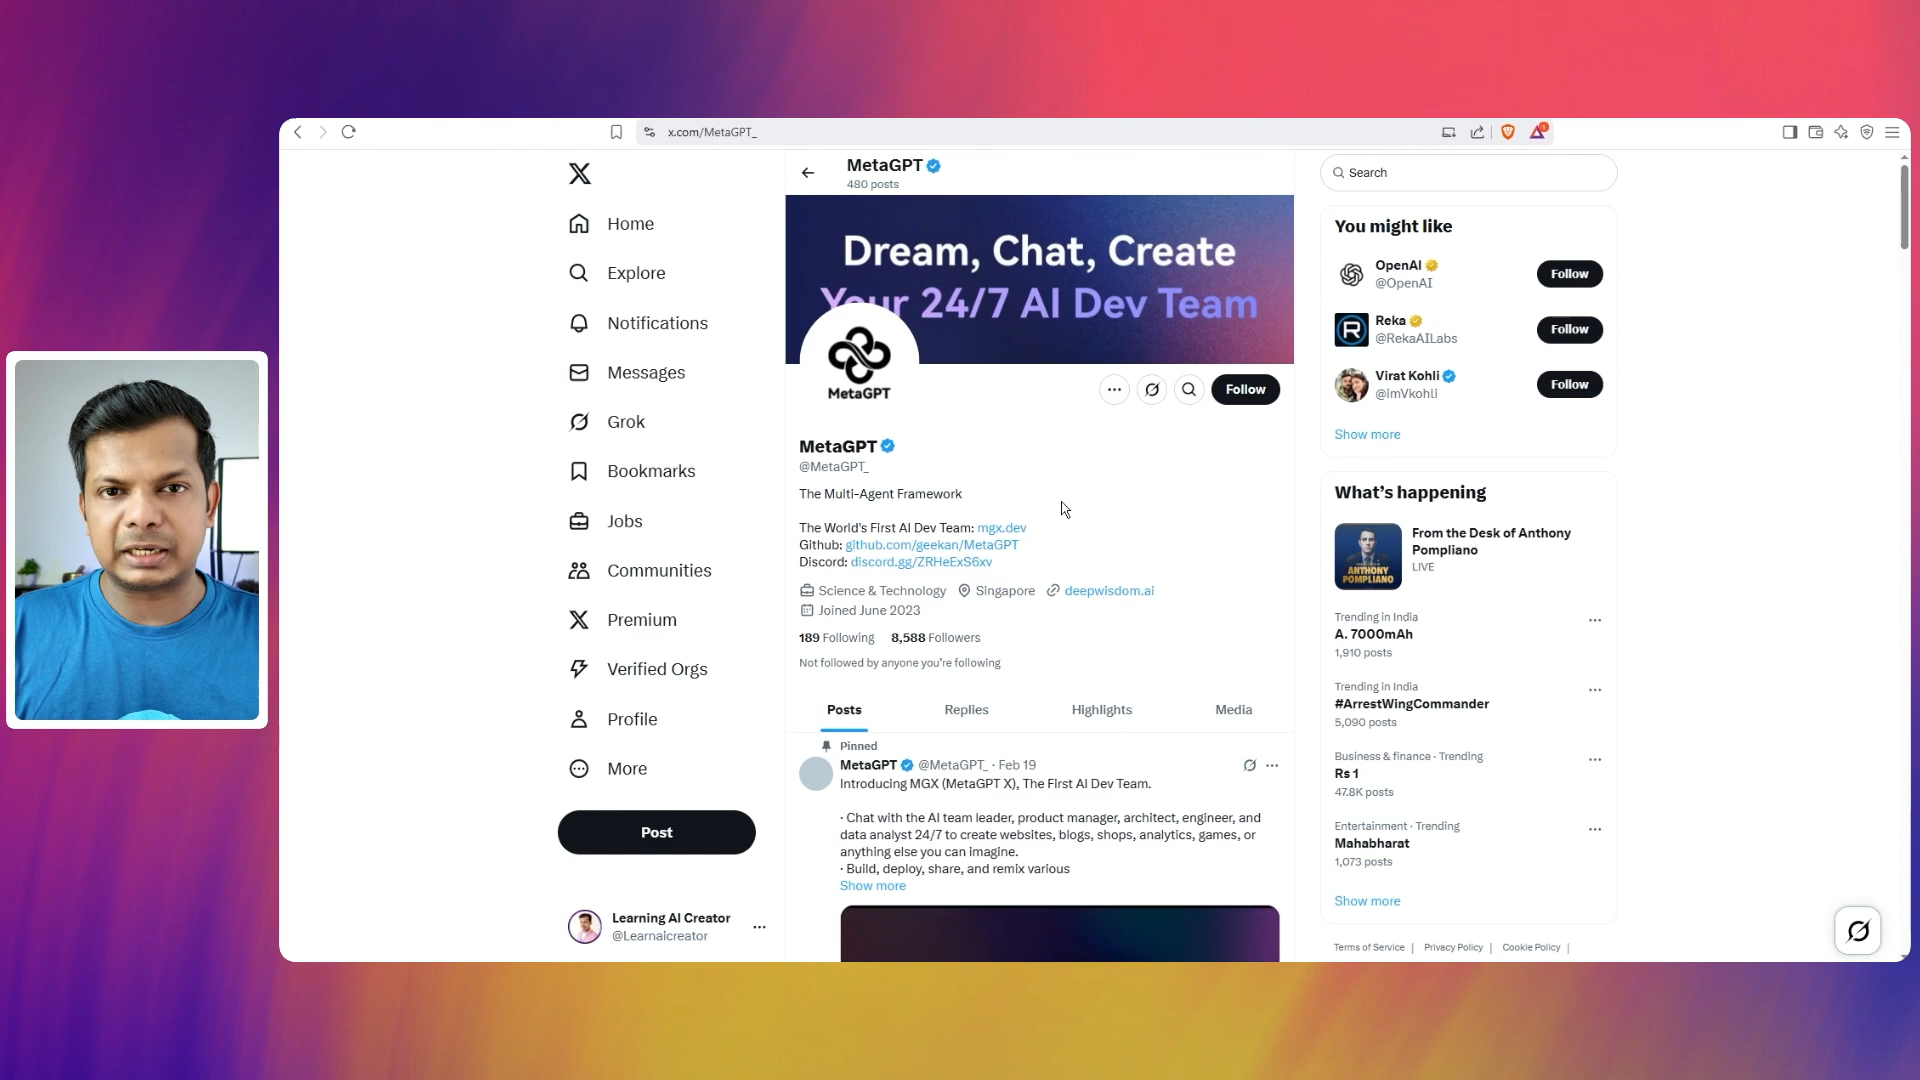 x.com/MetaGPT_
Home
Explore
Notifications
Messages
Grok
Bookmarks
Jobs
Communities
Premium
Verified Orgs
Profile
More
Post
Learning AI Creator
@Learnaicreator
MetaGPT
480 posts
Dream, Chat, Create
Your 24/7 AI Dev Team
MetaGPT
Follow
MetaGPT
@MetaGPT_
The Multi-Agent Framework
The World's First AI Dev Team: mgx.dev
Github: github.com/geekan/MetaGPT
Discord: discord.gg/ZRHeExS6xv
Science & Technology Singapore deepwisdom.ai
Joined June 2023
189 Following 8,588 Followers
Not followed by anyone you're following
Posts Replies Highlights Media
Pinned
MetaGPT @MetaGPT_ · Feb 19
Introducing MGX (MetaGPT X), The First AI Dev Team.
· Chat with the AI team leader, product manager, architect, engineer, and
data analyst 24/7 to create websites, blogs, shops, analytics, games, or
anything else you can imagine.
· Build, deploy, share, and remix various
Show more
Search
You might like
OpenAI
@OpenAI
Follow
Reka
@RekaAILabs
Follow
Virat Kohli
@imVkohli
Follow
Show more
What's happening
From the Desk of Anthony
Pompliano
LIVE
ANTHONY
POMPLIANO
Trending in India
A. 7000mAh
1,910 posts
Trending in India
#ArrestWingCommander
5,090 posts
Business & finance · Trending
Rs 1
47.8K posts
Entertainment · Trending
Mahabharat
1,073 posts
Show more
Terms of Service | Privacy Policy | Cookie Policy |